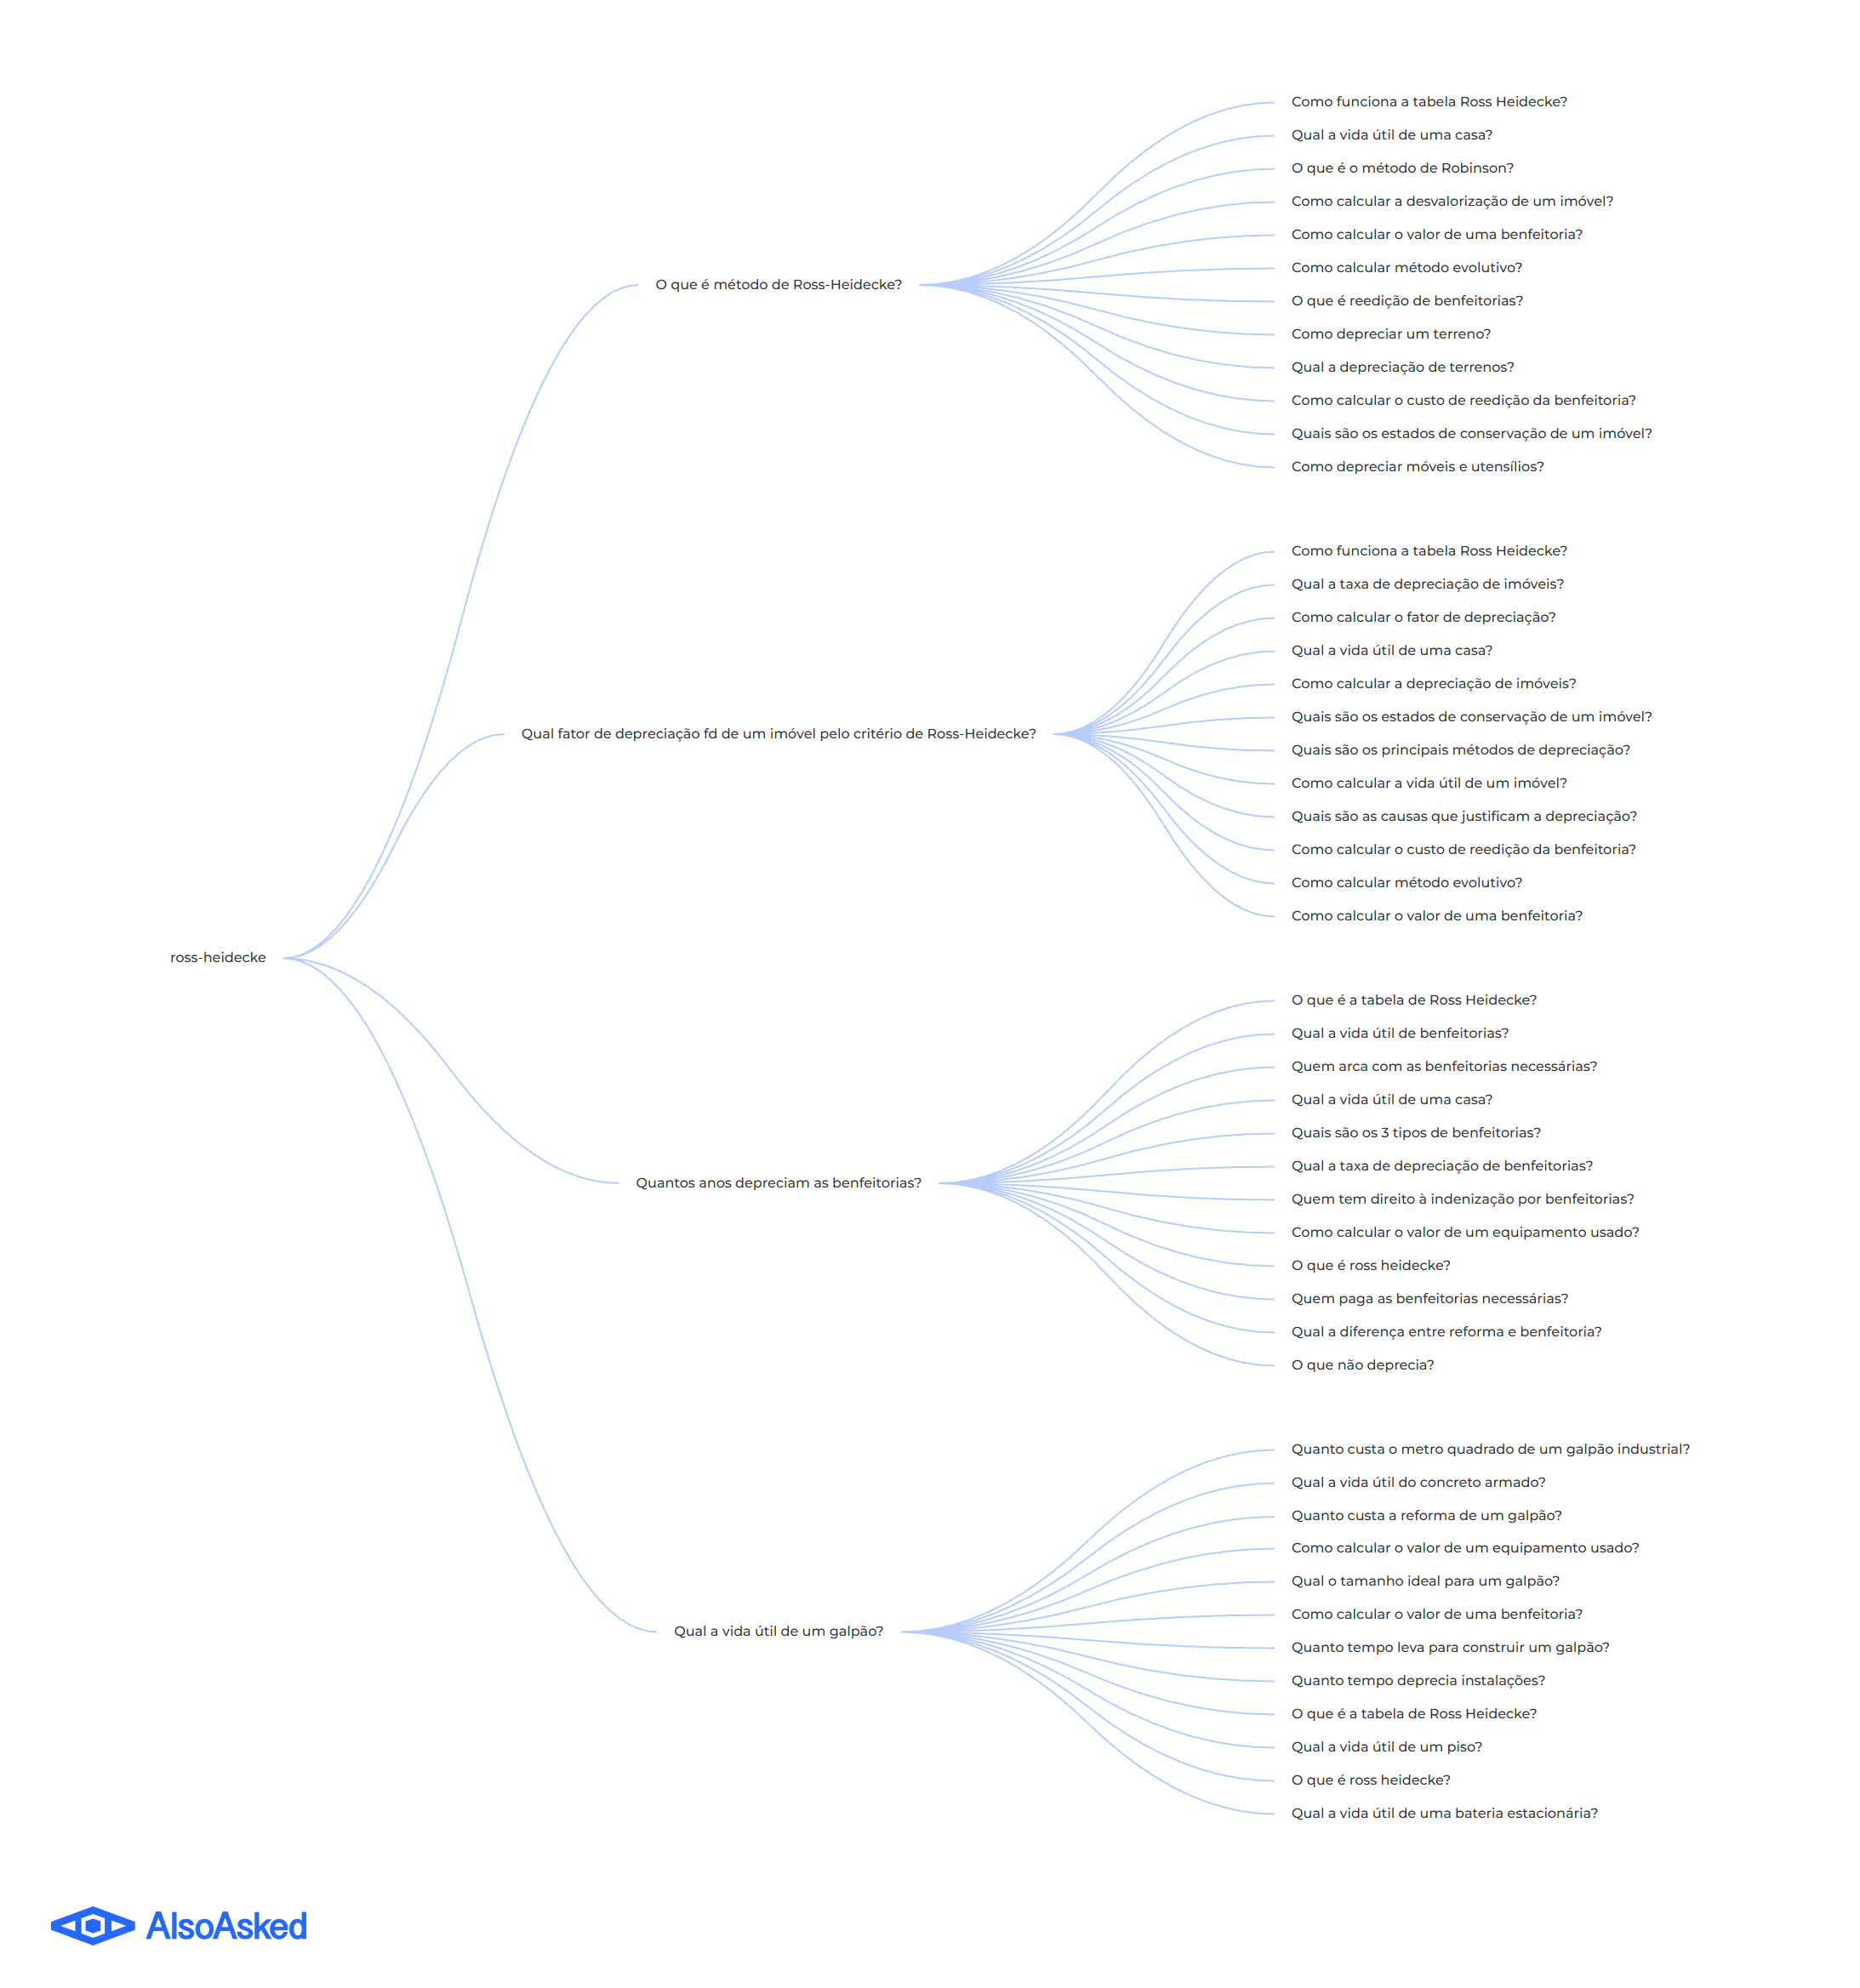 ross-heidecke
O que é método de Ross-Heidecke?
Como funciona a tabela Ross Heidecke?
Qual a vida útil de uma casa?
O que é o método de Robinson?
Como calcular a desvalorização de um imóvel?
Como calcular o valor de uma benfeitoria?
Como calcular método evolutivo?
O que é reedição de benfeitorias?
Como depreciar um terreno?
Qual a depreciação de terrenos?
Como calcular o custo de reedição da benfeitoria?
Quais são os estados de conservação de um imóvel?
Como depreciar móveis e utensílios?
Qual fator de depreciação fd de um imóvel pelo critério de Ross-Heidecke?
Como funciona a tabela Ross Heidecke?
Qual a taxa de depreciação de imóveis?
Como calcular o fator de depreciação?
Qual a vida útil de uma casa?
Como calcular a depreciação de imóveis?
Quais são os estados de conservação de um imóvel?
Quais são os principais métodos de depreciação?
Como calcular a vida útil de um imóvel?
Quais são as causas que justificam a depreciação?
Como calcular o custo de reedição da benfeitoria?
Como calcular método evolutivo?
Como calcular o valor de uma benfeitoria?
Quantos anos depreciam as benfeitorias?
O que é a tabela de Ross Heidecke?
Qual a vida útil de benfeitorias?
Quem arca com as benfeitorias necessárias?
Qual a vida útil de uma casa?
Quais são os 3 tipos de benfeitorias?
Qual a taxa de depreciação de benfeitorias?
Quem tem direito à indenização por benfeitorias?
Como calcular o valor de um equipamento usado?
O que é ross heidecke?
Quem paga as benfeitorias necessárias?
Qual a diferença entre reforma e benfeitoria?
O que não deprecia?
Qual a vida útil de um galpão?
Quanto custa o metro quadrado de um galpão industrial?
Qual a vida útil do concreto armado?
Quanto custa a reforma de um galpão?
Como calcular o valor de um equipamento usado?
Qual o tamanho ideal para um galpão?
Como calcular o valor de uma benfeitoria?
Quanto tempo leva para construir um galpão?
Quanto tempo deprecia instalações?
O que é a tabela de Ross Heidecke?
Qual a vida útil de um piso?
O que é ross heidecke?
Qual a vida útil de uma bateria estacionária?
AlsoAsked